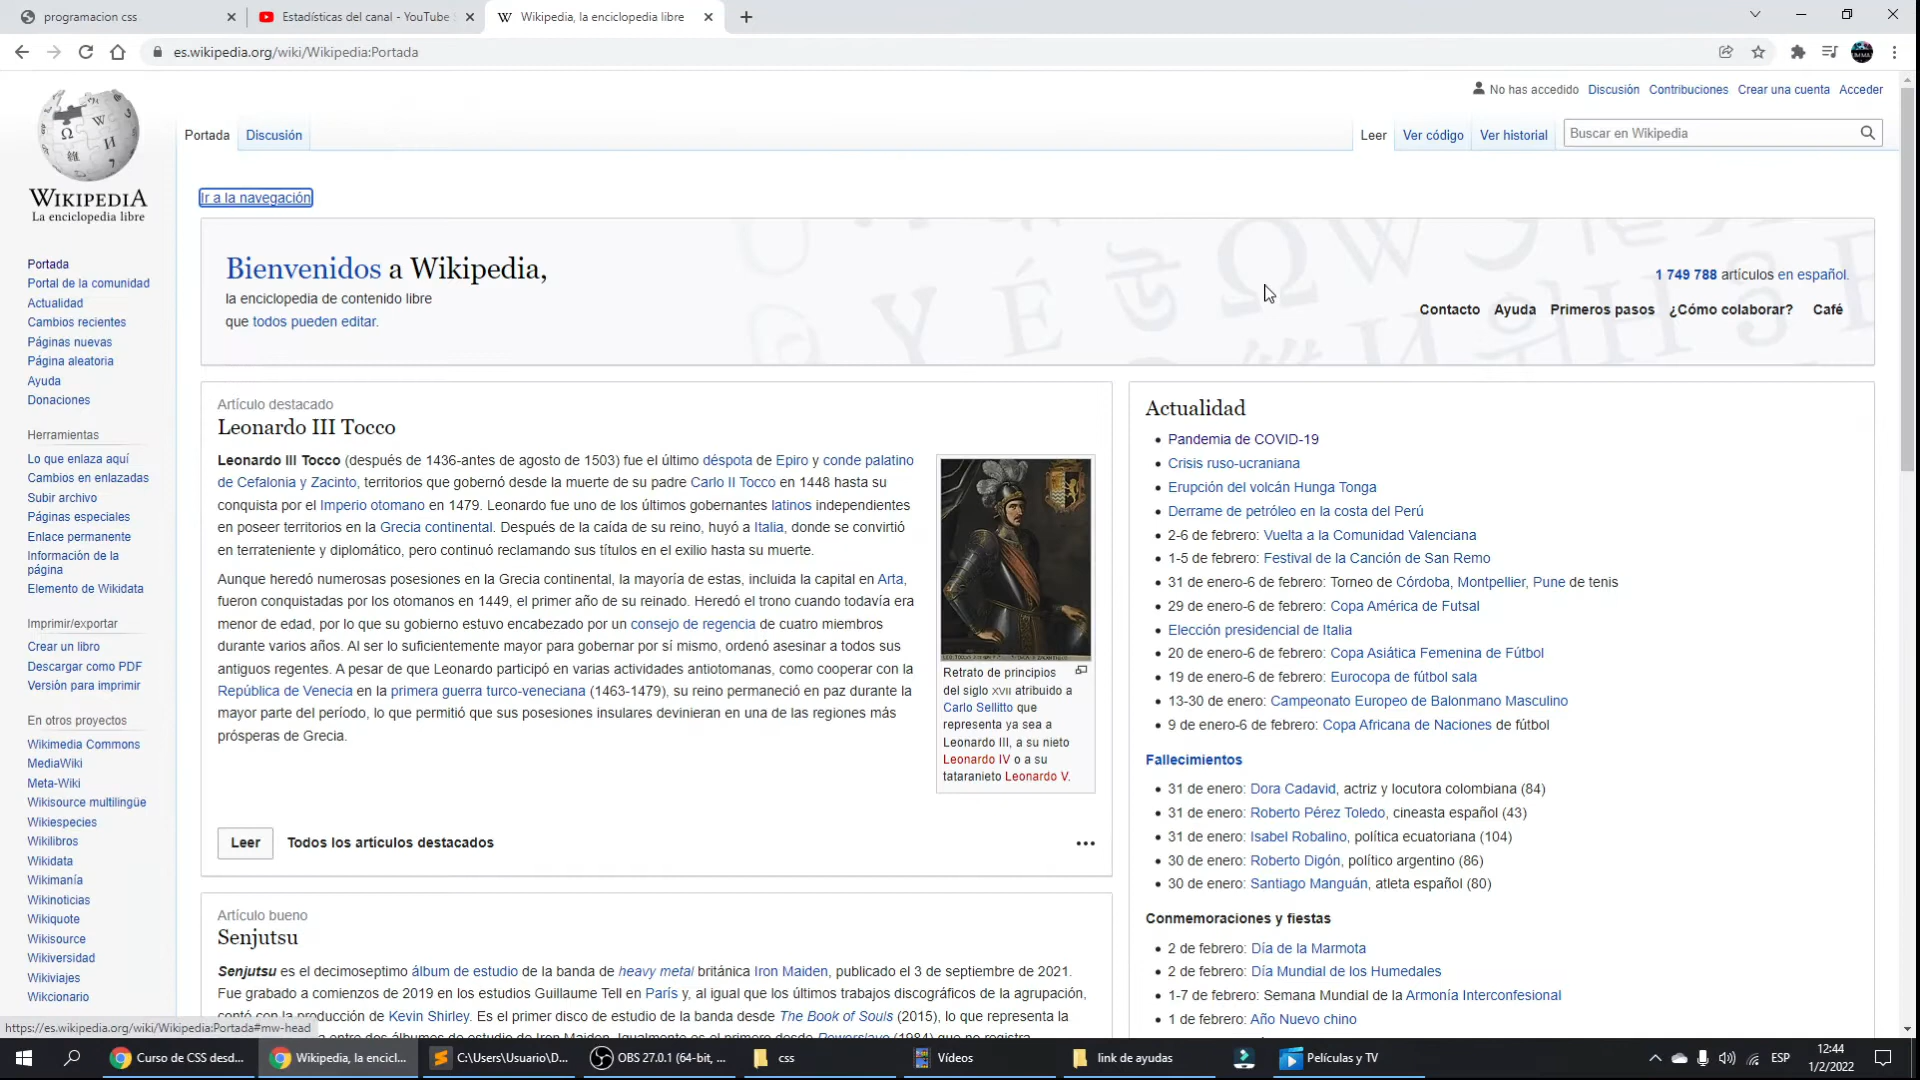 programacion css
Estadísticas del canal - YouTube S
Wikipedia, la enciclopedia libre
es.wikipedia.org/wiki/Wikipedia:Portada
No has accedido Discusión Contribuciones Crear una cuenta Acceder
Portada Discusión
Leer Ver código Ver historial Buscar en Wikipedia
WIKIPEDIA
La enciclopedia libre
Portada
Portal de la comunidad
Actualidad
Cambios recientes
Páginas nuevas
Página aleatoria
Ayuda
Donaciones
Herramientas
Lo que enlaza aquí
Cambios en enlazadas
Subir archivo
Páginas especiales
Enlace permanente
Información de la
página
Elemento de Wikidata
Imprimir/exportar
Crear un libro
Descargar como PDF
Versión para imprimir
En otros proyectos
Wikimedia Commons
MediaWiki
Meta-Wiki
Wikisource multilingüe
Wikiespecies
Wikilibros
Wikidata
Wikimanía
Wikinoticias
Wikiquote
Wikisource
Wikiversidad
Wikiviajes
Wikcionario
Ir a la navegación
Bienvenidos a Wikipedia,
la enciclopedia de contenido libre
que todos pueden editar.
1 749 788 artículos en español.
Contacto Ayuda Primeros pasos ¿Cómo colaborar? Café
Artículo destacado
Leonardo III Tocco
Leonardo III Tocco (después de 1436-antes de agosto de 1503) fue el último déspota de Epiro y conde palatino
de Cefalonia y Zacinto, territorios que gobernó desde la muerte de su padre Carlo II Tocco en 1448 hasta su
conquista por el Imperio otomano en 1479. Leonardo fue uno de los últimos gobernantes latinos independientes
en poseer territorios en la Grecia continental. Después de la caída de su reino, huyó a Italia, donde se convirtió
en terrateniente y diplomático, pero continuó reclamando sus títulos en el exilio hasta su muerte.
Aunque heredó numerosas posesiones en la Grecia continental, la mayoría de estas, incluida la capital en Arta,
fueron conquistadas por los otomanos en 1449, el primer año de su reinado. Heredó el trono cuando todavía era
menor de edad, por lo que su gobierno estuvo encabezado por un consejo de regencia de cuatro miembros
durante varios años. Al ser lo suficientemente mayor para gobernar por sí mismo, ordenó asesinar a todos sus
antiguos regentes. A pesar de que Leonardo participó en varias actividades antiotomanas, como cooperar con la
República de Venecia en la primera guerra turco-veneciana (1463-1479), su reino permaneció en paz durante la
mayor parte del período, lo que permitió que sus posesiones insulares devinieran en una de las regiones más
prósperas de Grecia.
Retrato de principios
del siglo XVII atribuido a
Carlo Sellitto que
representa ya sea a
Leonardo III, a su nieto
Leonardo IV o a su
tataranieto Leonardo V.
Leer Todos los artículos destacados
Artículo bueno
Senjutsu
Senjutsu es el decimoseptimo álbum de estudio de la banda de heavy metal británica Iron Maiden, publicado el 3 de septiembre de 2021.
Fue grabado a comienzos de 2019 en los estudios Guillaume Tell en París y, al igual que los últimos trabajos discográficos de la agrupación,
contó con la producción de Kevin Shirley. Es el primer disco de estudio de la banda desde The Book of Souls (2015), lo que representa la
entre dos álbumes de estudio de Iron Maiden. Igualmente es el primero desde Powerslave (1984) que no registra
Actualidad
• Pandemia de COVID-19
• Crisis ruso-ucraniana
• Erupción del volcán Hunga Tonga
• Derrame de petróleo en la costa del Perú
• 2-6 de febrero: Vuelta a la Comunidad Valenciana
• 1-5 de febrero: Festival de la Canción de San Remo
• 31 de enero-6 de febrero: Torneo de Córdoba, Montpellier, Pune de tenis
• 29 de enero-6 de febrero: Copa América de Futsal
• Elección presidencial de Italia
• 20 de enero-6 de febrero: Copa Asiática Femenina de Fútbol
• 19 de enero-6 de febrero: Eurocopa de fútbol sala
• 13-30 de enero: Campeonato Europeo de Balonmano Masculino
• 9 de enero-6 de febrero: Copa Africana de Naciones de fútbol
Fallecimientos
• 31 de enero: Dora Cadavid, actriz y locutora colombiana (84)
• 31 de enero: Roberto Pérez Toledo, cineasta español (43)
• 31 de enero: Isabel Robalino, política ecuatoriana (104)
• 30 de enero: Roberto Digón, político argentino (86)
• 30 de enero: Santiago Manguán, atleta español (80)
Conmemoraciones y fiestas
• 2 de febrero: Día de la Marmota
• 2 de febrero: Día Mundial de los Humedales
• 1-7 de febrero: Semana Mundial de la Armonía Interconfesional
• 1 de febrero: Año Nuevo chino
https://es.wikipedia.org/wiki/Wikipedia:Portada#mw-head
Curso de CSS desd...
Wikipedia, la encicl...
C:\Users\Usuario\D...
OBS 27.0.1 (64-bit, ...
css
Vídeos
link de ayudas
Películas y TV
ESP
12:44
1/2/2022